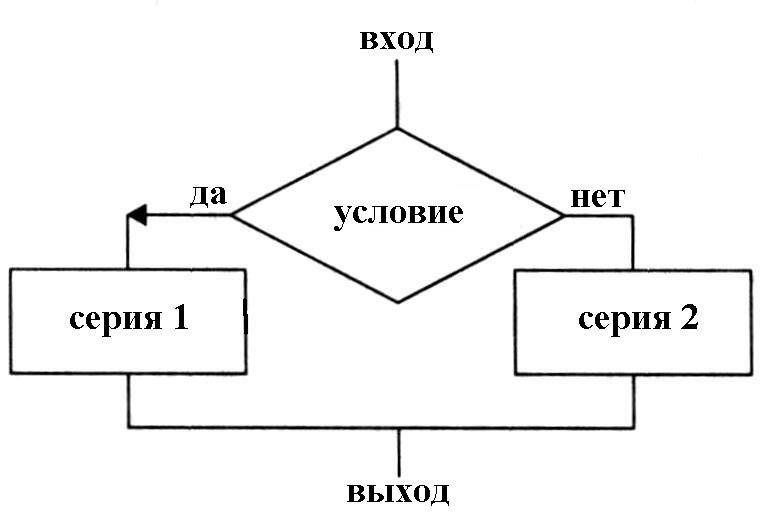 вход
да
условие
нет
серия 1
серия 2
выход